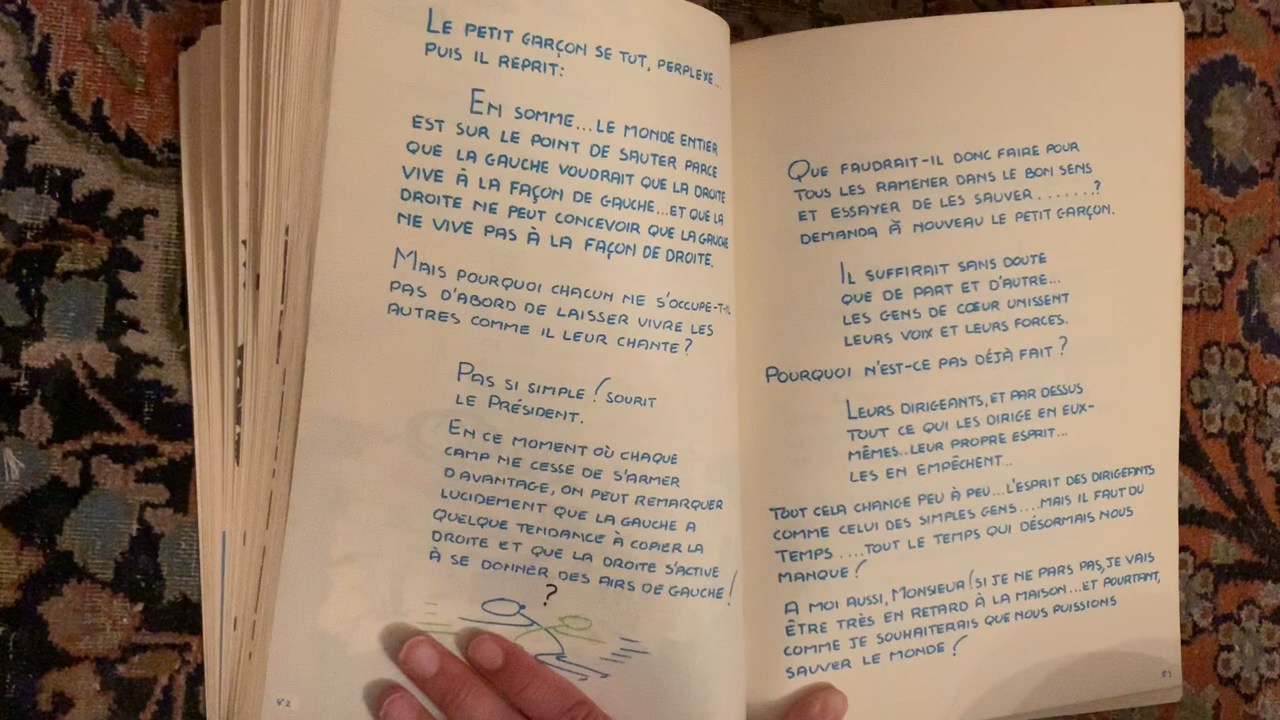 LE PETIT GARÇON SE TUT, PERPLEXE...
PUIS IL REPRIT:
EN SOMME... LE MONDE ENTIER
EST SUR LE POINT DE SAUTER PARCE
QUE LA GAUCHE VOUDRAIT QUE LA DROITE
VIVE À LA FAÇON DE GAUCHE... ET QUE LA
DROITE NE PEUT CONCEVOIR QUE LA GAUCHE
NE VIVE PAS À LA FAÇON DE DROITE.
MAIS POURQUOI CHACUN NE S'OCCUPE-T-IL
PAS D'ABORD DE LAISSER VIVRE LES
AUTRES COMME IL LEUR CHANTE ?
PAS SI SIMPLE ! SOURIT
LE PRÉSIDENT.
EN CE MOMENT OÙ CHAQUE
CAMP NE CESSE DE S'ARMER
DAVANTAGE, ON PEUT REMARQUER
LUCIDEMENT QUE LA GAUCHE A
QUELQUE TENDANCE À COPIER LA
DROITE ET QUE LA DROITE S'ACTIVE
À SE DONNER DES AIRS DE GAUCHE !
?
52
QUE FAUDRAIT-IL DONC FAIRE POUR
TOUS LES RAMENER DANS LE BON SENS
ET ESSAYER DE LES SAUVER .......?
DEMANDA À NOUVEAU LE PETIT GARÇON.
IL SUFFIRAIT SANS DOUTE
QUE DE PART ET D'AUTRE...
LES GENS DE CŒUR UNISSENT
LEURS VOIX ET LEURS FORCES.
POURQUOI N'EST-CE PAS DÉJÀ FAIT ?
LEURS DIRIGEANTS, ET PAR DESSUS
TOUT CE QUI LES DIRIGE EN EUX-
MÊMES.. LEUR PROPRE ESPRIT...
LES EN EMPÊCHENT..
TOUT CELA CHANGE PEU À PEU... L'ESPRIT DES DIRIGEANTS
COMME CELUI DES SIMPLES GENS.... MAIS IL FAUT DU
TEMPS .... TOUT LE TEMPS QUI DÉSORMAIS NOUS
MANQUE !
A MOI AUSSI, MONSIEUR ! SI JE NE PARS PAS, JE VAIS
ÊTRE TRÈS EN RETARD À LA MAISON... ET POURTANT,
COMME JE SOUHAITERAIS QUE NOUS PUISSIONS
SAUVER LE MONDE !
53